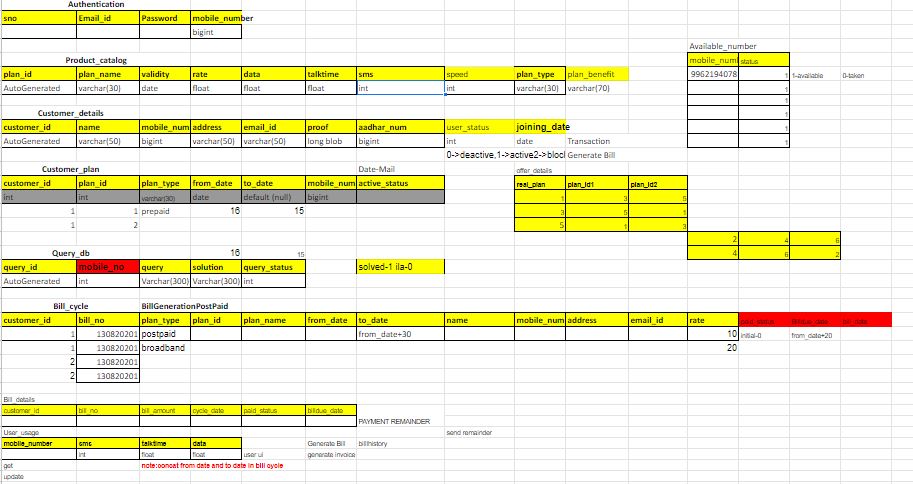 Authentication
sno Email_id Password mobile_number
bigint
Available_number
Product_catalog mobile_num status
plan_id plan_name validity rate data talktime sms speed plan_type plan_benefit 9962194078 1 1-available 0-taken
AutoGenerated varchar(30) date float float float int int varchar(30) varchar(70) 1
1
Customer_details 1
customer_id name mobile_num address email_id proof aadhar_num user_status joining_date 1
AutoGenerated varchar(50) bigint varchar(50) varchar(50) long blob bigint int date Transaction 1
0->deactive,1->active2->block Generate Bill
Customer_plan Date-Mail offer_details
customer_id plan_id plan_type from_date to_date mobile_num active_status real_plan plan_id1 plan_id2
int int varchar(30) date default (null) bigint 1 3 5
1 1 prepaid 16 15 3 5 1
1 2 5 1 3
2 4 6
Query_db 16 15 4 6 2
query_id mobile_no query solution query_status solved-1 ila-0
AutoGenerated int Varchar(300) Varchar(300) int
Bill_cycle BillGenerationPostPaid
customer_id bill_no plan_type plan_id plan_name from_date to_date name mobile_num address email_id rate paid_status billdue_date
1 130820201 postpaid from_date+30 10 initial-0 from_date+20
1 130820201 broadband 20
2 130820201
2 130820201
Bill_details
customer_id bill_no bill_amount cycle_date paid_status billdue_date
PAYMENT REMAINDER
User_usage send remainder
mobile_number sms talktime data Generate Bill billhistory
int float float user ui generate invoice
get note:concat from date and to date in bill cycle
update